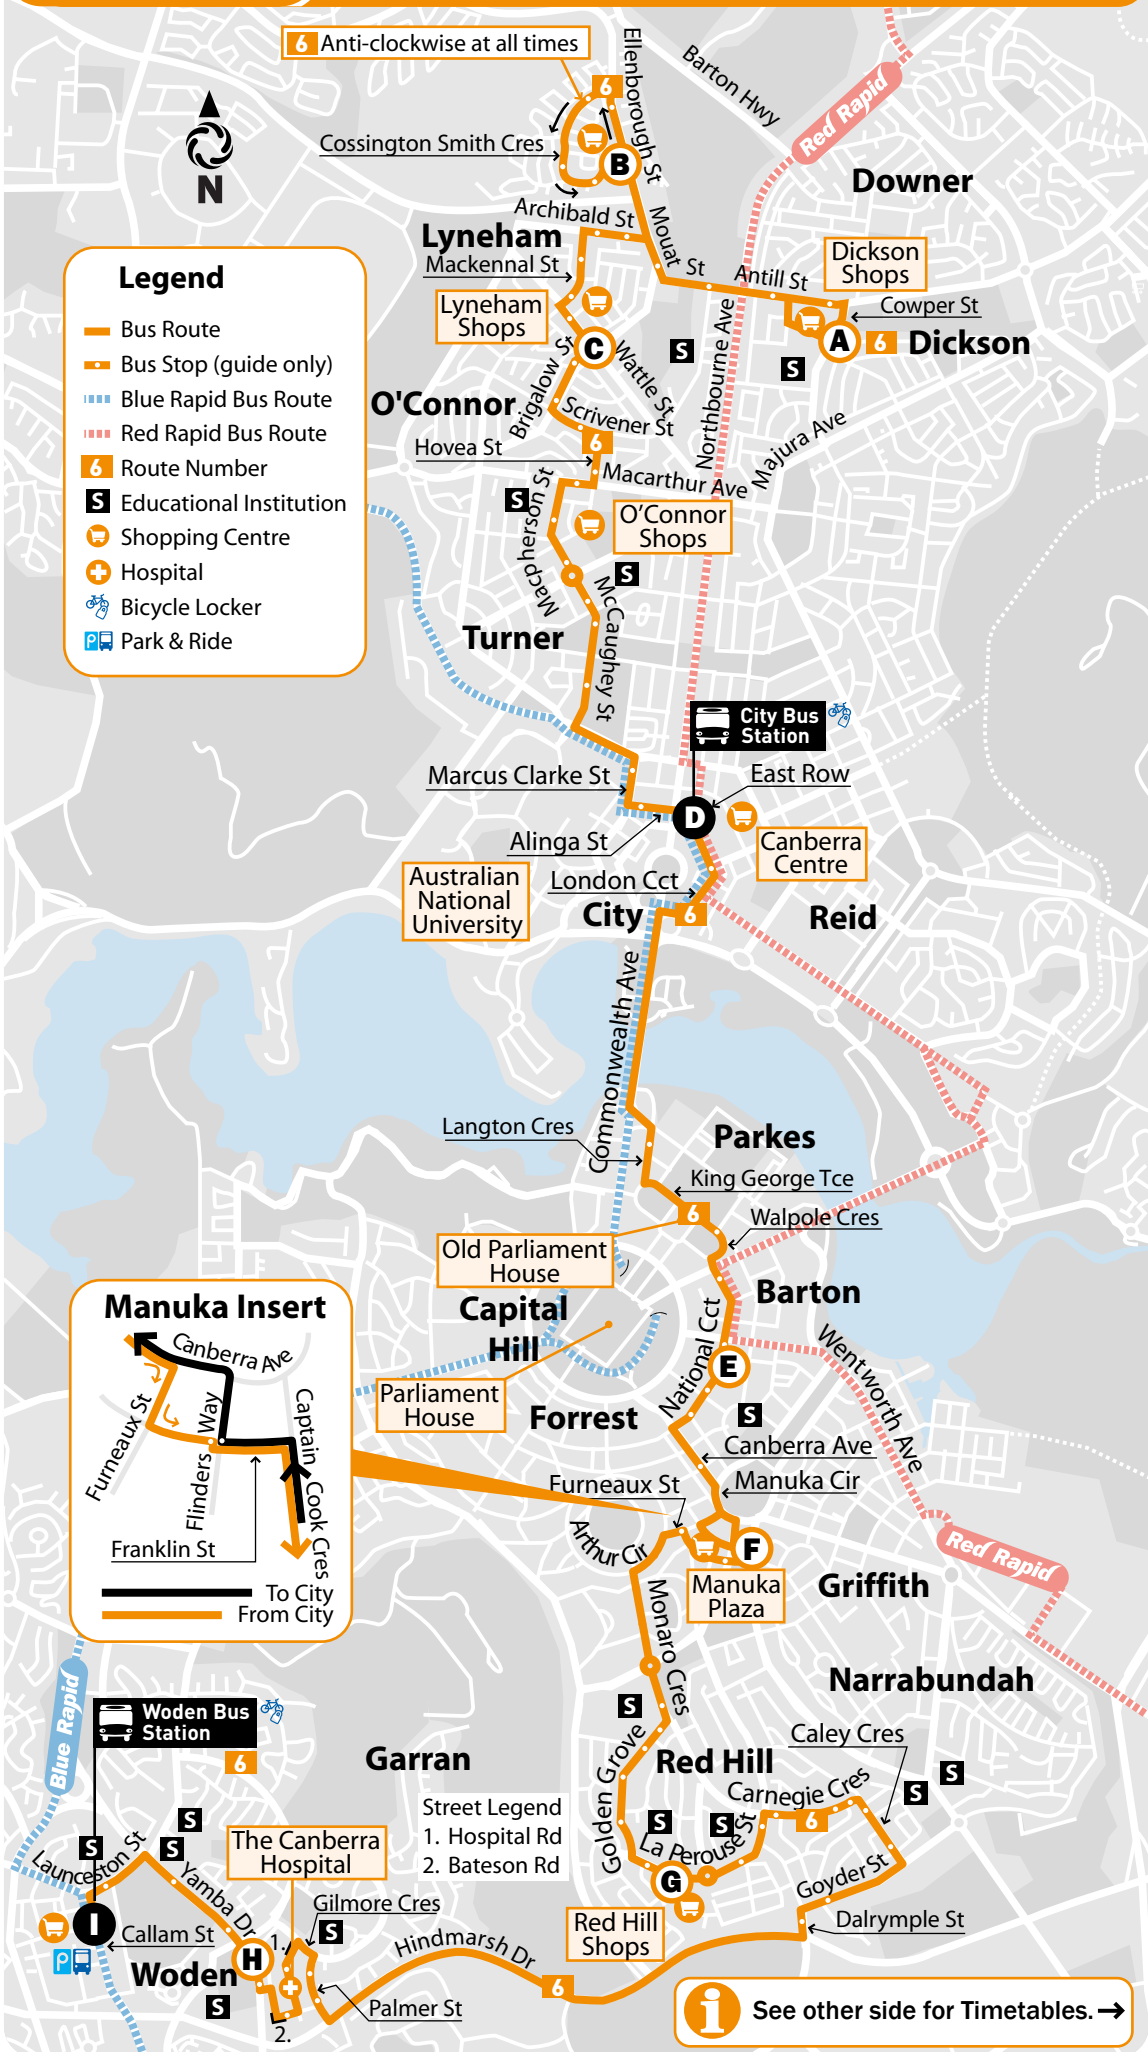 6 Anti-clockwise at all times
Ellenborough St
Barton Hwy
Red Rapid
6
Cossington Smith Cres
B
N
Downer
Archibald St
Mouat St
Lyneham
Mackennal St
Antill St
Dickson
Shops
Cowper St
Lyneham
Shops
A 6 Dickson
C
Northbourne Ave
S
S
Brigalow St
Wattle St
O'Connor
Scrivener St
Majura Ave
Hovea St
6
Macarthur Ave
S
Macpherson St
O'Connor
Shops
S
McCaughey St
Turner
Legend
Bus Route
Bus Stop (guide only)
Blue Rapid Bus Route
Red Rapid Bus Route
6 Route Number
S Educational Institution
Shopping Centre
Hospital
Bicycle Locker
P Park & Ride
City Bus
Station
Marcus Clarke St
East Row
D
Alinga St
Canberra
Centre
Australian
National
University
London Cct
City
6
Reid
Commonwealth Ave
Langton Cres
Parkes
King George Tce
6
Walpole Cres
Old Parliament
House
Capital
Hill
Barton
National Cct
Wentworth Ave
E
Parliament
House
Forrest
S
Canberra Ave
Furneaux St
Manuka Cir
Manuka Insert
Canberra Ave
Furneaux St
Flinders Way
Captain Cook Cres
Franklin St
To City
From City
Arthur Cir
F
Red Rapid
Manuka
Plaza
Griffith
Monaro Cres
Narrabundah
S
Golden Grove
Red Hill
Caley Cres
Carnegie Cres
6
S
S
S
S
La Perouse St
G
Goyder St
Red Hill
Shops
Dalrymple St
Blue Rapid
Woden Bus
Station
6
Garran
Street Legend
1. Hospital Rd
2. Bateson Rd
S
S
S
Launceston St
Yamba Dr
The Canberra
Hospital
Gilmore Cres
S
I
Callam St
P
Woden
H
1.
Hindmarsh Dr
6
Palmer St
S
2.
i See other side for Timetables.